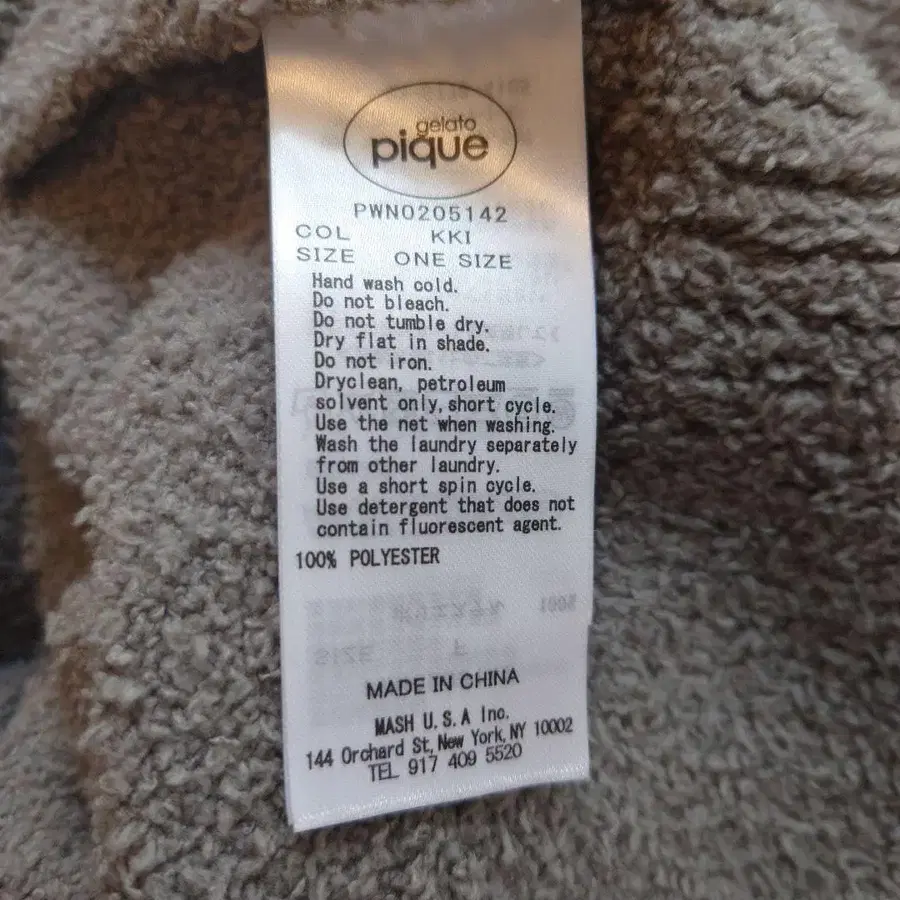 gelato
pique
PWN0205142
COL KKI
SIZE ONE SIZE
Hand wash cold.
Do not bleach.
Do not tumble dry.
Dry flat in shade.
Do not iron.
Dryclean, petroleum
solvent only, short cycle.
Use the net when washing.
Wash the laundry separately
from other laundry.
Use a short spin cycle.
Use detergent that does not
contain fluorescent agent.
100% POLYESTER
MADE IN CHINA
MASH U.S.A Inc.
144 Orchard St, New York, NY 10002
TEL 917 409 5520